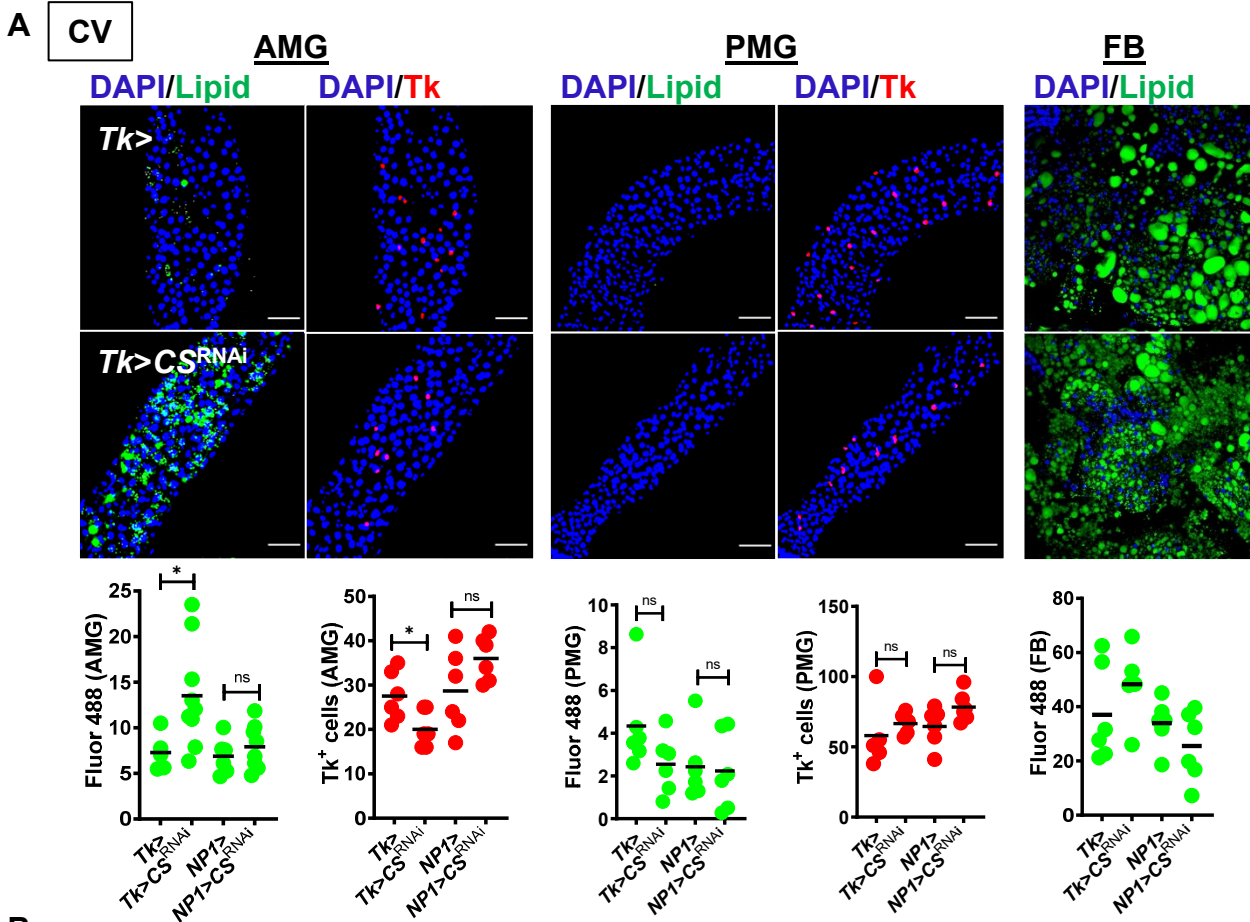 A
CV
AMG
PMG
FB
DAPI/Lipid
DAPI/Tk
DAPI/Lipid
DAPI/Tk
DAPI/Lipid
Tk>
Tk>CSRNAi
Fluor 488 (AMG)
25
20
15
10
5
0
*
ns
Tk>
Tk>CSRNAi
NP1>
NP1>CSRNAi
Tk+ cells (AMG)
50
40
30
20
10
0
*
ns
Tk>
Tk>CSRNAi
NP1>
NP1>CSRNAi
Fluor 488 (PMG)
10
8
6
4
2
0
ns
ns
Tk>
Tk>CSRNAi
NP1>
NP1>CSRNAi
Tk+ cells (PMG)
150
100
50
0
ns
ns
Tk>
Tk>CSRNAi
NP1>
NP1>CSRNAi
Fluor 488 (FB)
80
60
40
20
0
Tk>
Tk>CSRNAi
NP1>
NP1>CSRNAi